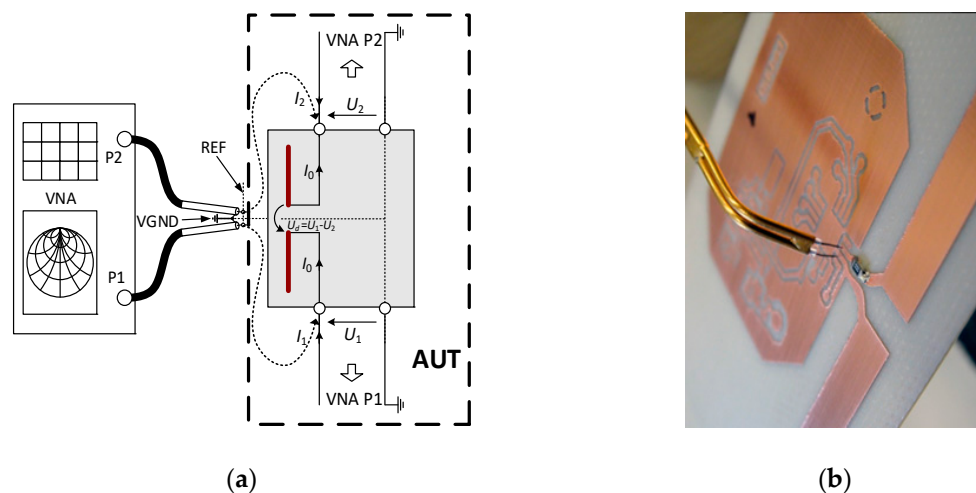 VNA P2
I2
U2
P2
REF
I0
VNA
VGND
Ud=U1-U2
I0
P1
I1
U1
AUT
VNA P1
(a)
(b)